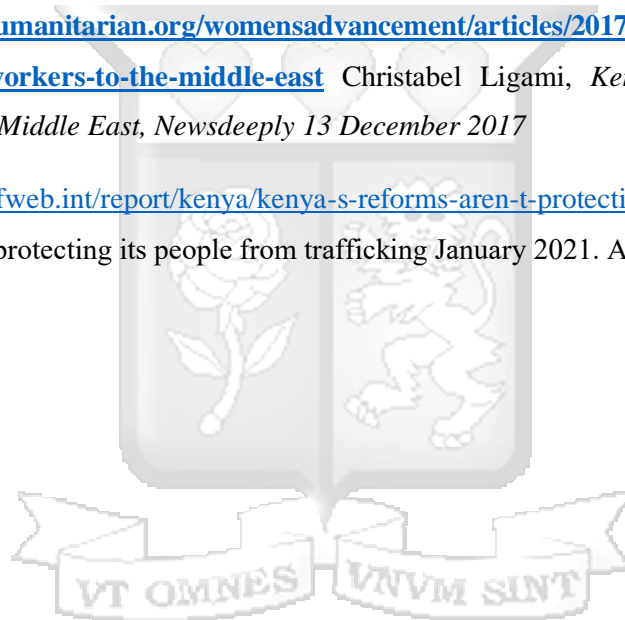 umanitarian.org/womensadvancement/articles/2017
workers-to-the-middle-east Christabel Ligami, Ke
Middle East, Newsdeeply 13 December 2017
fweb.int/report/kenya/kenya-s-reforms-aren-t-protecti
protecting its people from trafficking January 2021. A
VT OMNES VNVM SINT